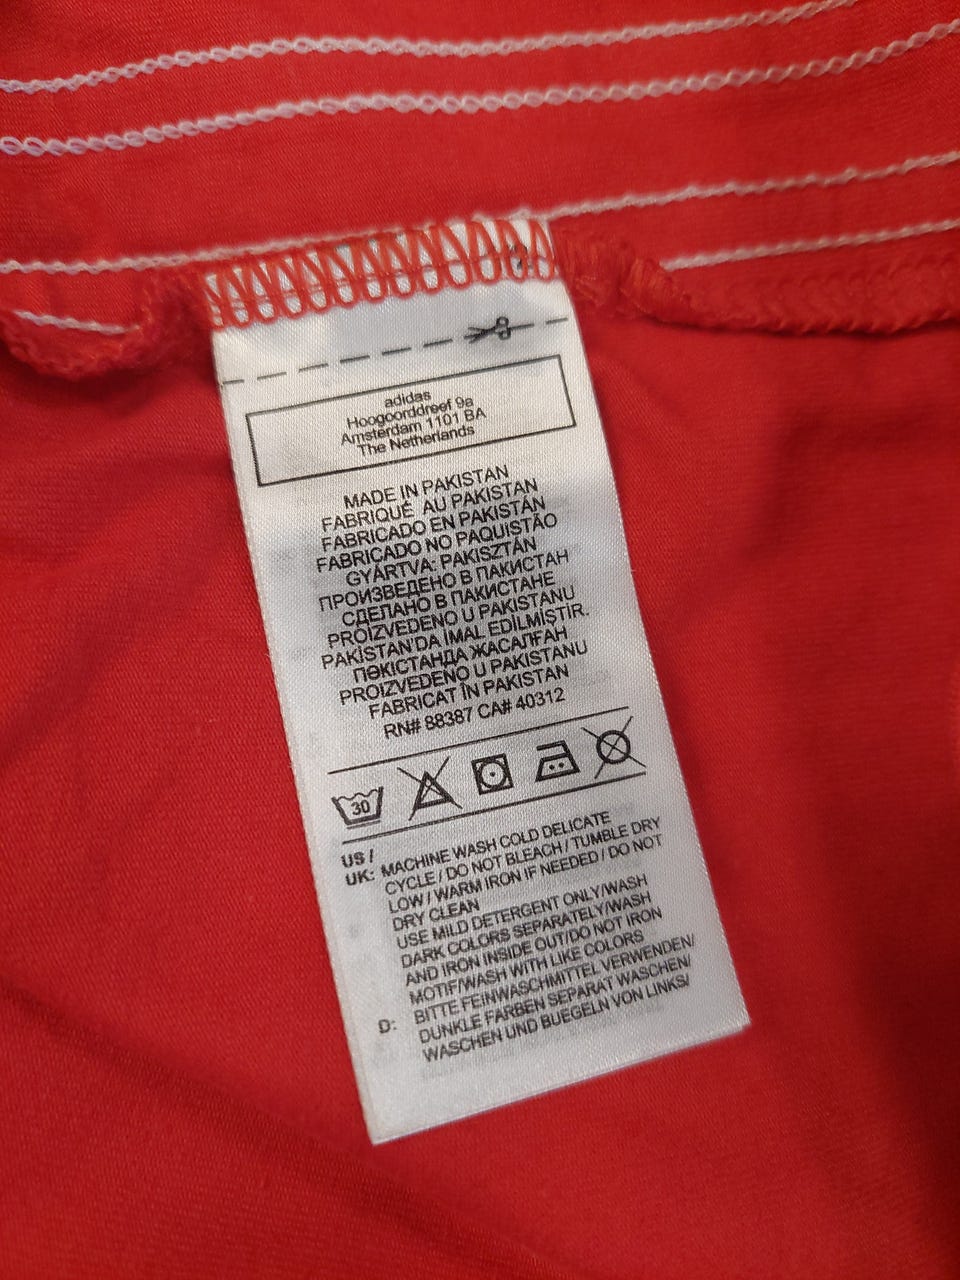 adidas
Hoogoorddreef 9a
Amsterdam 1101 BA
The Netherlands
MADE IN PAKISTAN
FABRIQUÉ AU PAKISTAN
FABRICADO EN PAKISTÁN
FABRICADO NO PAQUISTÃO
GYÁRTVA: PAKISZTÁN
ПРОИЗВЕДЕНО В ПАКИСТАН
СДЕЛАНО В ПАКИСТАНЕ
PROIZVEDENO U PAKISTANU
PAKİSTAN'DA İMAL EDİLMİŞTİR.
ПӘКІСТАНДА ЖАСАЛҒАН
PROIZVEDENO U PAKISTANU
FABRICAT ÎN PAKISTAN
RN# 88387 CA# 40312
30
US /
UK: MACHINE WASH COLD DELICATE
CYCLE / DO NOT BLEACH / TUMBLE DRY
LOW / WARM IRON IF NEEDED / DO NOT
DRY CLEAN
USE MILD DETERGENT ONLY/WASH
DARK COLORS SEPARATELY/WASH
AND IRON INSIDE OUT/DO NOT IRON
MOTIF/WASH WITH LIKE COLORS
D: BITTE FEINWASCHMITTEL VERWENDEN/
DUNKLE FARBEN SEPARAT WASCHEN/
WASCHEN UND BUEGELN VON LINKS/